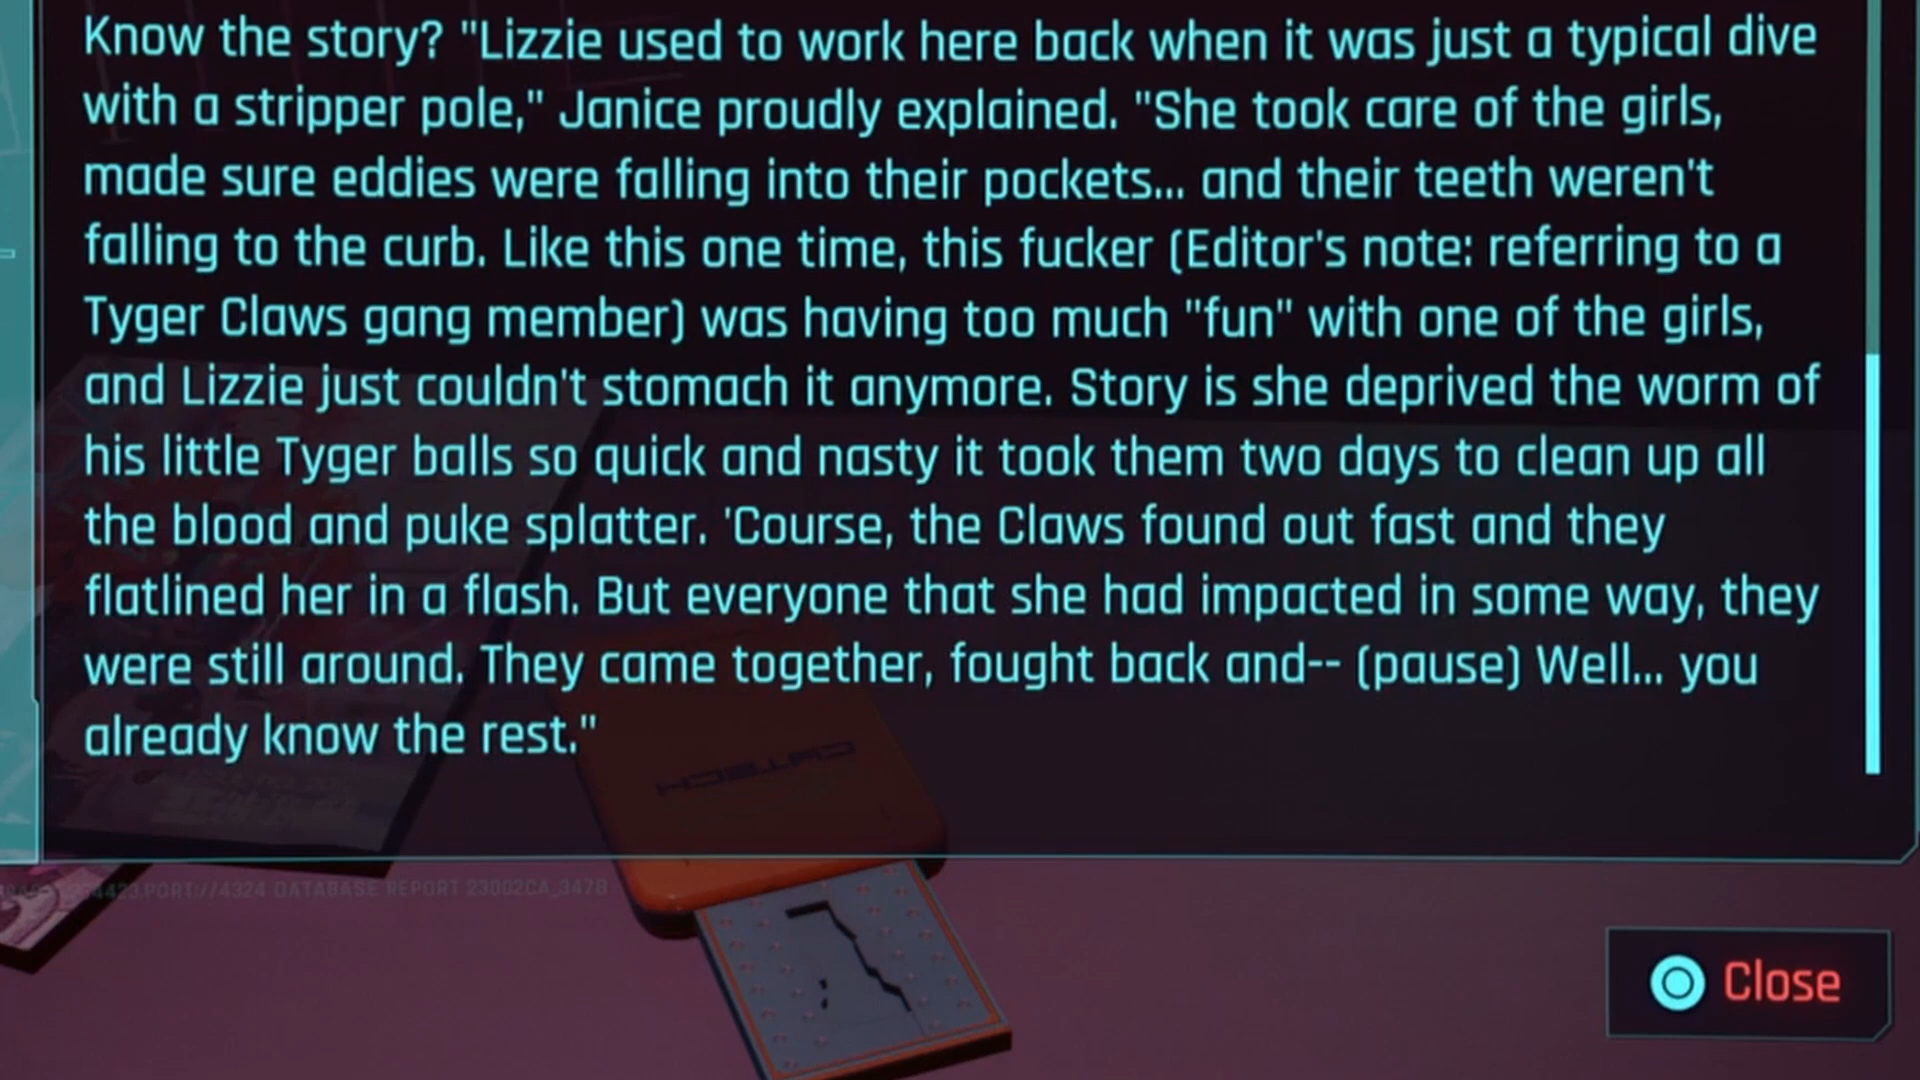 Know the story? "Lizzie used to work here back when it was just a typical dive
with a stripper pole," Janice proudly explained. "She took care of the girls,
made sure eddies were falling into their pockets... and their teeth weren't
falling to the curb. Like this one time, this fucker (Editor's note: referring to a
Tyger Claws gang member) was having too much "fun" with one of the girls,
and Lizzie just couldn't stomach it anymore. Story is she deprived the worm of
his little Tyger balls so quick and nasty it took them two days to clean up all
the blood and puke splatter. 'Course, the Claws found out fast and they
flatlined her in a flash. But everyone that she had impacted in some way, they
were still around. They came together, fought back and-- (pause) Well... you
already know the rest."
DATABASE REPORT 23002CA_3478
Close